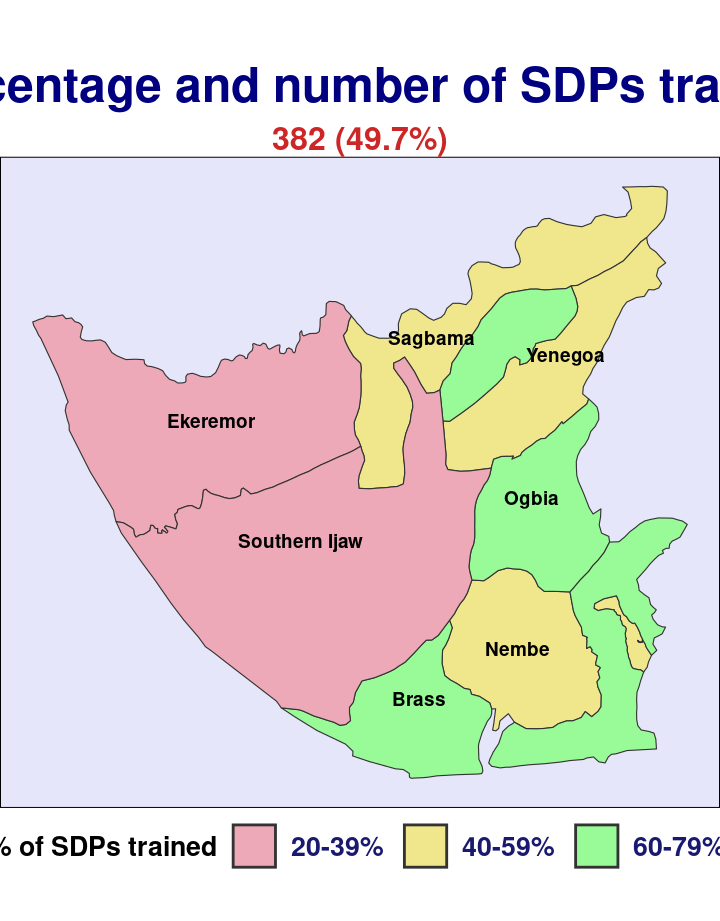 centage and number of SDPs tra
382 (49.7%)
Sagbama
Yenegoa
Ekeremor
Ogbia
Southern Ijaw
Nembe
Brass
% of SDPs trained 20-39% 40-59% 60-79%